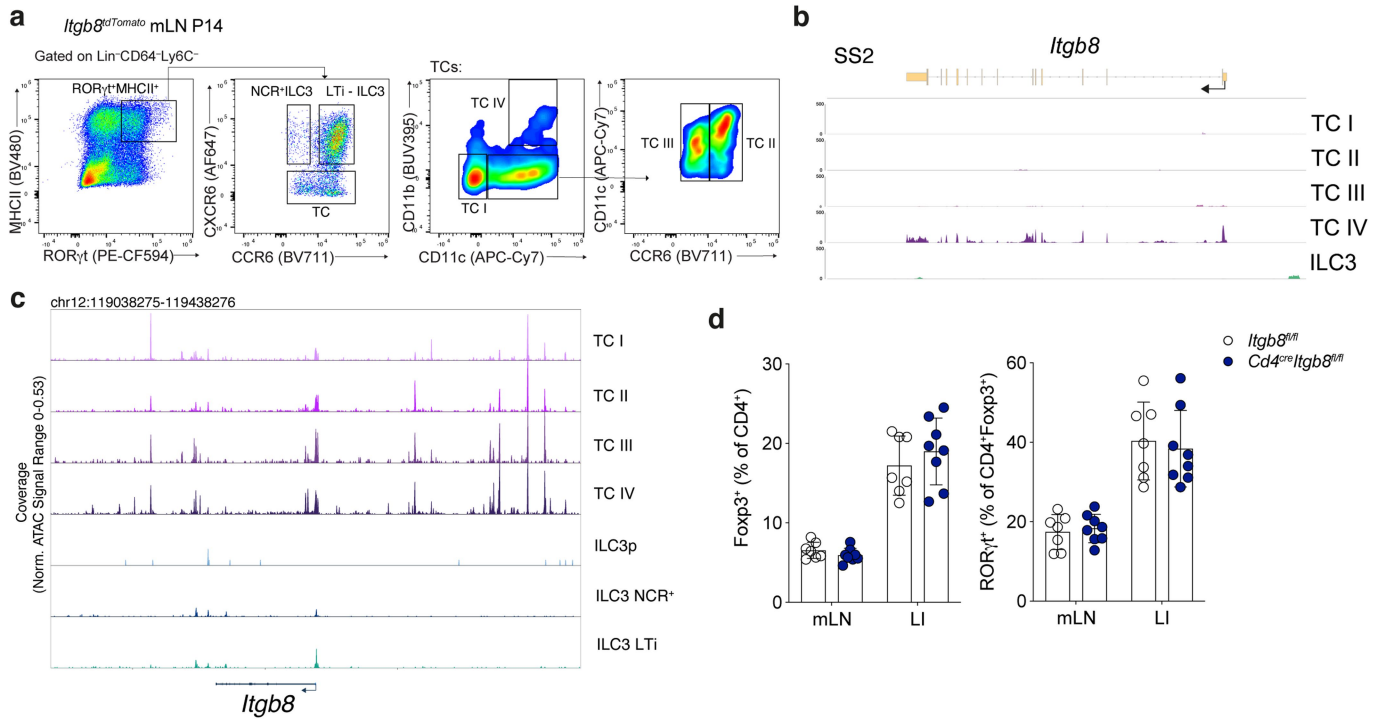 a
Itgb8tdTomato mLN P14
Gated on Lin–CD64–Ly6C–
RORγt+MHCII+
MHCII (BV480)
RORγt (PE-CF594)
NCR+ILC3
LTi - ILC3
TC
CXCR6 (AF647)
CCR6 (BV711)
TCs:
TC IV
TC I
CD11b (BUV395)
CD11c (APC-Cy7)
TC III
TC II
CD11c (APC-Cy7)
CCR6 (BV711)
b
SS2
Itgb8
TC I
TC II
TC III
TC IV
ILC3
c
chr12:119038275-119438276
Coverage
(Norm. ATAC Signal Range 0-0.53)
TC I
TC II
TC III
TC IV
ILC3p
ILC3 NCR+
ILC3 LTi
Itgb8
d
Itgb8fl/fl
Cd4creItgb8fl/fl
Foxp3+ (% of CD4+)
30
20
10
0
mLN LI
RORγt+ (% of CD4+Foxp3+)
60
40
20
0
mLN LI